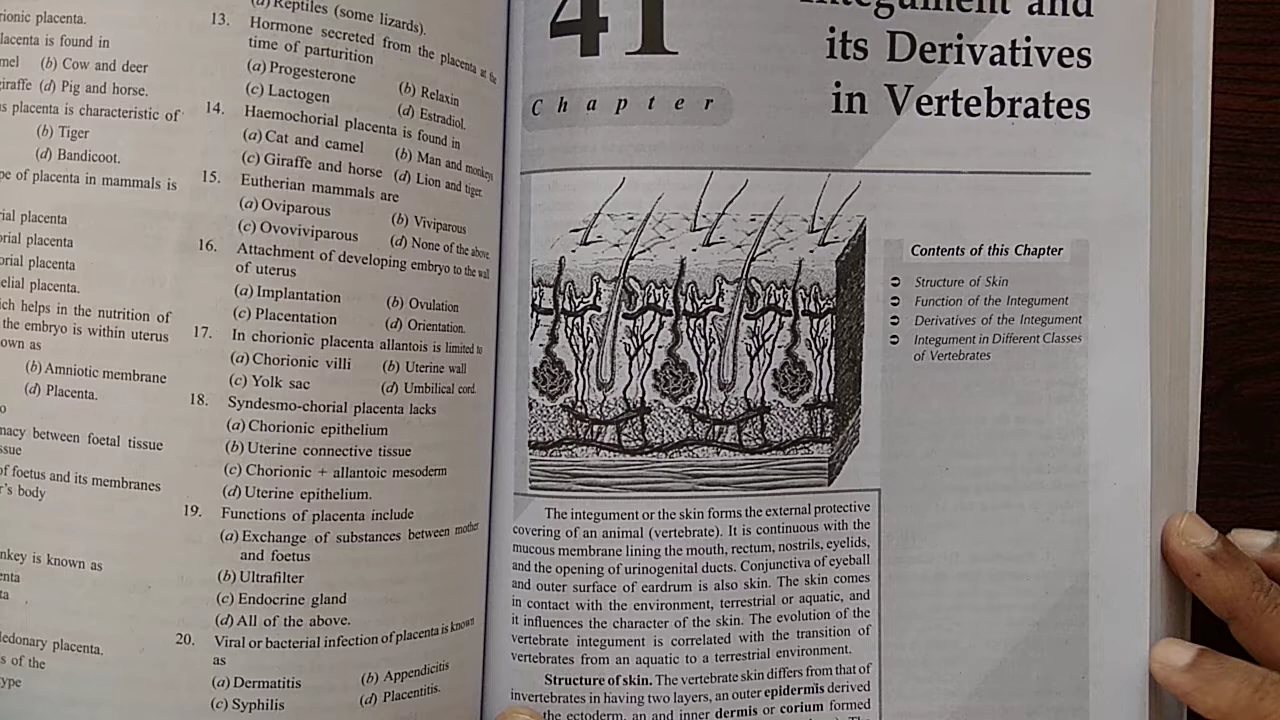 rionic placenta.
lacenta is found in
mel (b) Cow and deer
giraffe (d) Pig and horse.
s placenta is characteristic of
(b) Tiger
(d) Bandicoot.
pe of placenta in mammals is
rial placenta
orial placenta
orial placenta
elial placenta.
ich helps in the nutrition of
the embryo is within uterus
own as
(b) Amniotic membrane
(d) Placenta.
o
macy between foetal tissue
ssue
of foetus and its membranes
r's body
nkey is known as
enta
ta
ledonary placenta.
s of the
ype
(d) Reptiles (some lizards).
13. Hormone secreted from the placenta at the
time of parturition
(a) Progesterone (b) Relaxin
(c) Lactogen (d) Estradiol.
14. Haemochorial placenta is found in
(a) Cat and camel (b) Man and monkeys
(c) Giraffe and horse (d) Lion and tiger.
15. Eutherian mammals are
(a) Oviparous (b) Viviparous
(c) Ovoviviparous (d) None of the above.
16. Attachment of developing embryo to the wall
of uterus
(a) Implantation (b) Ovulation
(c) Placentation (d) Orientation.
17. In chorionic placenta allantois is limited to
(a) Chorionic villi (b) Uterine wall
(c) Yolk sac (d) Umbilical cord.
18. Syndesmo-chorial placenta lacks
(a) Chorionic epithelium
(b) Uterine connective tissue
(c) Chorionic + allantoic mesoderm
(d) Uterine epithelium.
19. Functions of placenta include
(a) Exchange of substances between mother
and foetus
(b) Ultrafilter
(c) Endocrine gland
(d) All of the above.
20. Viral or bacterial infection of placenta is known
as
(a) Dermatitis (b) Appendicitis
(c) Syphilis (d) Placentitis.
41
Chapter
Integument and
its Derivatives
in Vertebrates
Contents of this Chapter
➲ Structure of Skin
➲ Function of the Integument
➲ Derivatives of the Integument
➲ Integument in Different Classes
of Vertebrates
The integument or the skin forms the external protective
covering of an animal (vertebrate). It is continuous with the
mucous membrane lining the mouth, rectum, nostrils, eyelids,
and the opening of urinogenital ducts. Conjunctiva of eyeball
and outer surface of eardrum is also skin. The skin comes
in contact with the environment, terrestrial or aquatic, and
it influences the character of the skin. The evolution of the
vertebrate integument is correlated with the transition of
vertebrates from an aquatic to a terrestrial environment.
Structure of skin. The vertebrate skin differs from that of
invertebrates in having two layers, an outer epidermis derived
the ectoderm, an and inner dermis or corium formed